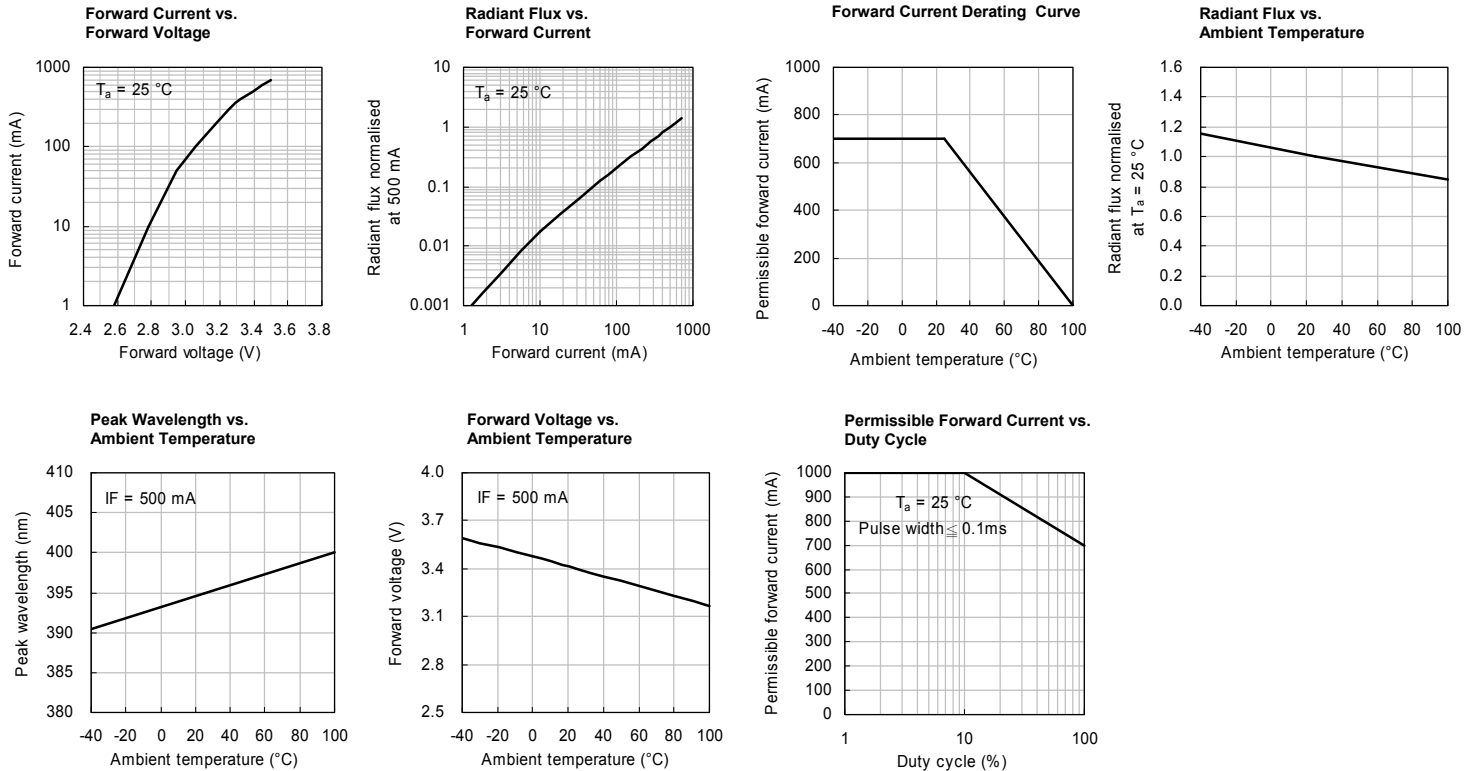 Forward Current vs.
Forward Voltage
Forward current (mA)
1000
100
10
1
Tₐ = 25 °C
2.4 2.6 2.8 3.0 3.2 3.4 3.6 3.8
Forward voltage (V)
Radiant Flux vs.
Forward Current
Radiant flux normalised
at 500 mA
10
1
0.1
0.01
0.001
Tₐ = 25 °C
1 10 100 1000
Forward current (mA)
Forward Current Derating Curve
Permissible forward current (mA)
1000
800
600
400
200
0
-40 -20 0 20 40 60 80 100
Ambient temperature (°C)
Radiant Flux vs.
Ambient Temperature
Radiant flux normalised
at Tₐ = 25 °C
1.6
1.4
1.2
1.0
0.8
0.6
0.4
0.2
0.0
-40 -20 0 20 40 60 80 100
Ambient temperature (°C)
Peak Wavelength vs.
Ambient Temperature
Peak wavelength (nm)
410
405
400
395
390
385
380
IF = 500 mA
-40 -20 0 20 40 60 80 100
Ambient temperature (°C)
Forward Voltage vs.
Ambient Temperature
Forward voltage (V)
4.0
3.7
3.4
3.1
2.8
2.5
IF = 500 mA
-40 -20 0 20 40 60 80 100
Ambient temperature (°C)
Permissible Forward Current vs.
Duty Cycle
Permissible forward current (mA)
1000
900
800
700
600
500
400
300
200
100
0
Tₐ = 25 °C
Pulse width ≦ 0.1ms
1 10 100
Duty cycle (%)